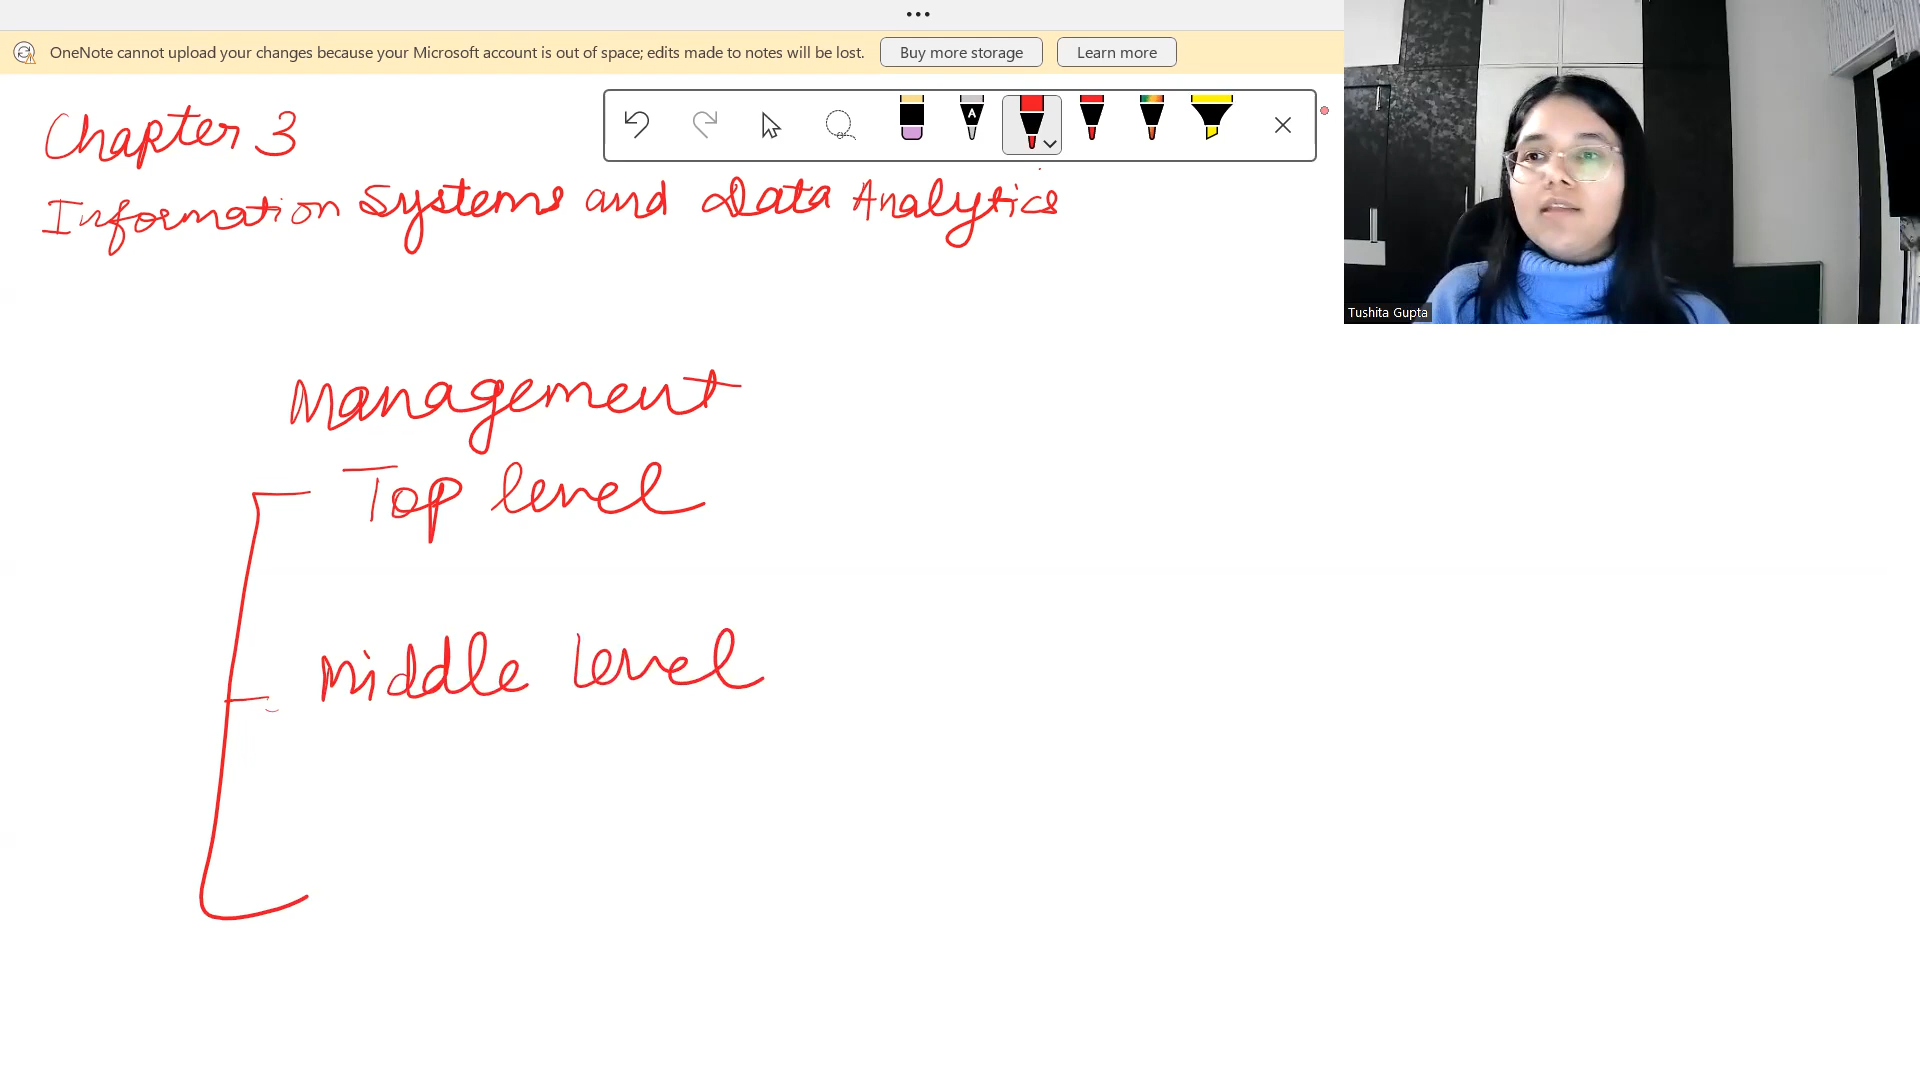 OneNote cannot upload your changes because your Microsoft account is out of space; edits made to notes will be lost. Buy more storage Learn more
A
Chapter 3
Information Systems and Data Analytics
Tushita Gupta
Management
Top level
Middle level